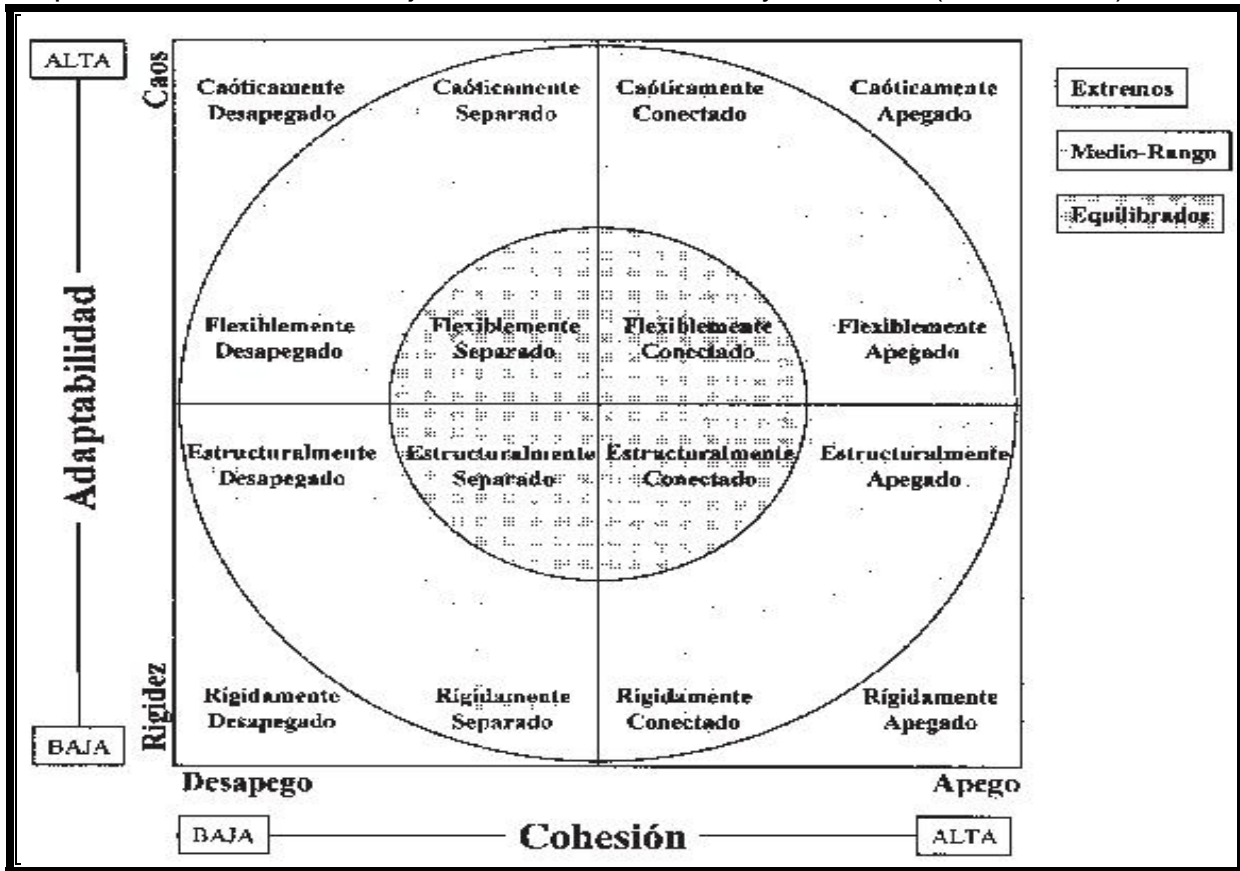 ALTA
Caos
Caóticamente
Desapegado
Caóticamente
Separado
Caóticamente
Conectado
Caóticamente
Apegado
Extremos
Medio-Rango
Equilibrados
Adaptabilidad
Flexiblemente
Desapegado
Flexiblemente
Separado
Flexiblemente
Conectado
Flexiblemente
Apegado
Estructuralmente
Desapegado
Estructuralmente
Separado
Estructuralmente
Conectado
Estructuralmente
Apegado
Rígidamente
Desapegado
Rígidamente
Separado
Rígidamente
Conectado
Rígidamente
Apegado
Rigidez
BAJA
Desapego
Apego
BAJA
Cohesión
ALTA